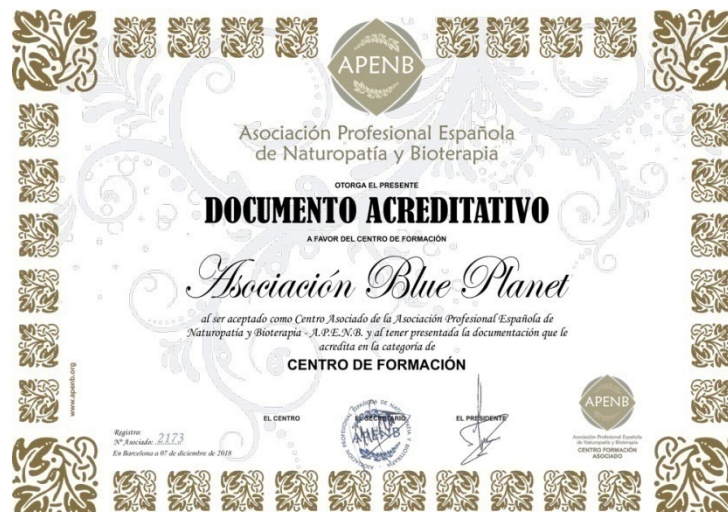 APENB
Asociación Profesional Española
de Naturopatía y Bioterapia
OTORGA EL PRESENTE
DOCUMENTO ACREDITATIVO
A FAVOR DEL CENTRO DE FORMACIÓN
Asociación Blue Planet
al ser aceptado como Centro Asociado de la Asociación Profesional Española de
Naturopatía y Bioterapia - A.P.E.N.B. y al tener presentada la documentación que le
acredita en la categoría de
CENTRO DE FORMACIÓN
www.apenb.org
EL CENTRO
EL SECRETARIO
EL PRESIDENTE
APENB
Registro:
Nº Asociado: 2173
En Barcelona a 07 de diciembre de 2018
APENB
Asociación Profesional Española
de Naturopatía y Bioterapia
CENTRO FORMACIÓN
ASOCIADO